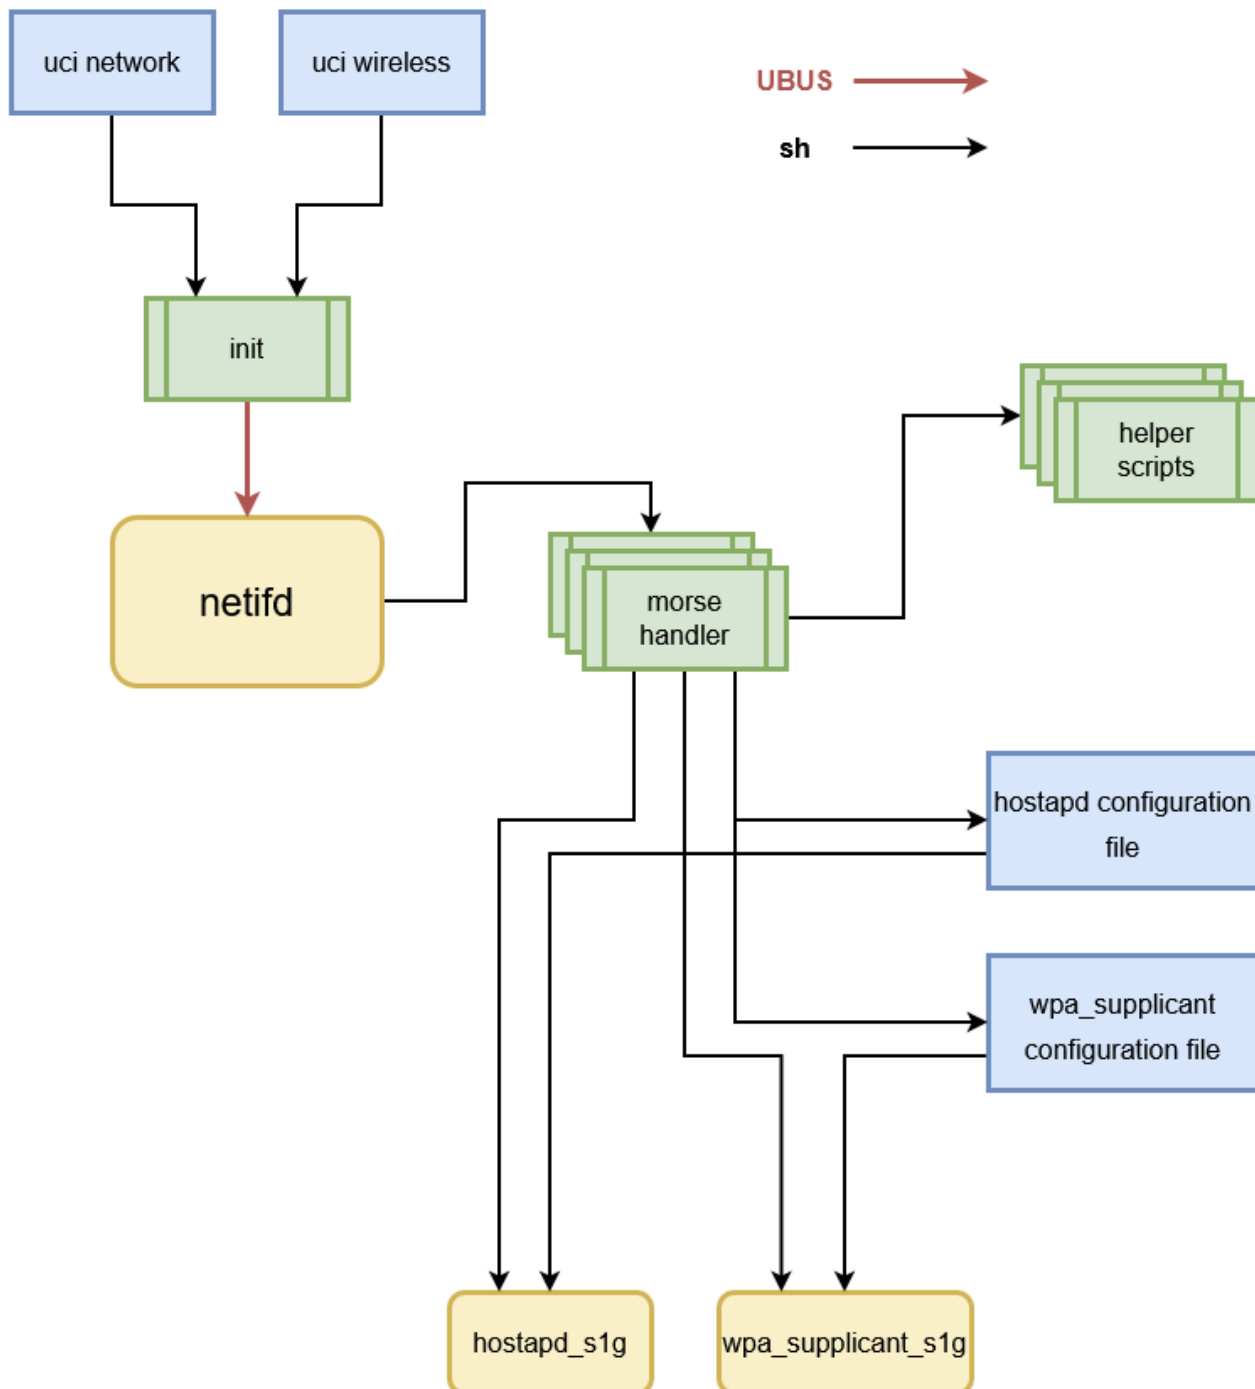 uci network
uci wireless
UBUS
sh
init
helper
scripts
netifd
morse
handler
hostapd configuration
file
wpa_supplicant
configuration file
hostapd_s1g
wpa_supplicant_s1g